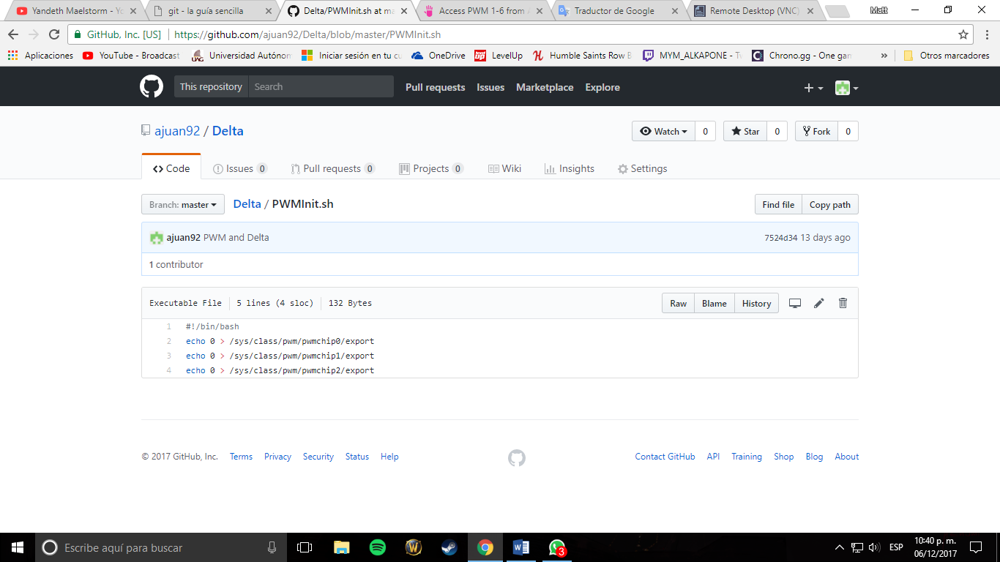 Yandeth Maelstorm - Yo
git - la guía sencilla
Delta/PWMInit.sh at ma
Access PWM 1-6 from A
Traductor de Google
Remote Desktop (VNC)
Matt
GitHub, Inc. [US]
https://github.com/ajuan92/Delta/blob/master/PWMInit.sh
Aplicaciones
YouTube - Broadcast
Universidad Autónom
Iniciar sesión en tu cu
OneDrive
LevelUp
Humble Saints Row B
MYM_ALKAPONE - Tw
Chrono.gg - One gam
»
Otros marcadores
This repository
Search
Pull requests
Issues
Marketplace
Explore
ajuan92 / Delta
Watch
0
Star
0
Fork
0
Code
Issues 0
Pull requests 0
Projects 0
Wiki
Insights
Settings
Branch: master
Delta / PWMInit.sh
Find file
Copy path
ajuan92 PWM and Delta
7524d34 13 days ago
1 contributor
Executable File
5 lines (4 sloc)
132 Bytes
Raw
Blame
History
1 #!/bin/bash
2 echo 0 > /sys/class/pwm/pwmchip0/export
3 echo 0 > /sys/class/pwm/pwmchip1/export
4 echo 0 > /sys/class/pwm/pwmchip2/export
© 2017 GitHub, Inc.
Terms
Privacy
Security
Status
Help
Contact GitHub
API
Training
Shop
Blog
About
Escribe aquí para buscar
3
ESP
10:40 p. m.
06/12/2017